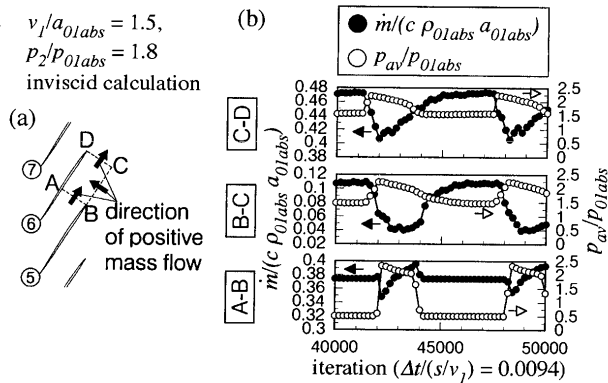 v₁/a₀₁abs = 1.5,
p₂/p₀₁abs = 1.8
inviscid calculation
(a)
D
C
A
B
7
6
5
direction
of positive
mass flow
(b)
ṁ/(c ρ₀₁abs a₀₁abs)
pav/p₀₁abs
C-D
0.48
0.46
0.44
0.42
0.4
0.38
2.5
2
1.5
1
0.5
0
B-C
0.12
0.1
0.08
0.06
0.04
0.02
2.5
2
1.5
1
0.5
0
A-B
0.4
0.38
0.36
0.34
0.32
0.3
2.5
2
1.5
1
0.5
0
ṁ/(c ρ₀₁abs a₀₁abs)
pav/p₀₁abs
40000
45000
50000
iteration (Δt/(s/v₁) = 0.0094)